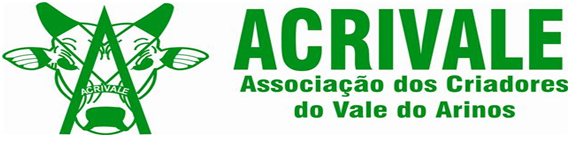 ACRIVALE
ACRIVALE
Associação dos Criadores
do Vale do Arinos